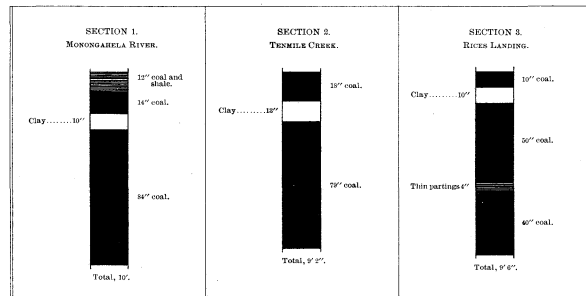 SECTION 1.
MONONGAHELA RIVER.
12" coal and
shale.
14" coal.
Clay........10"
84" coal.
Total, 10'.
SECTION 2.
TENMILE CREEK.
18" coal.
Clay..........13"
79" coal.
Total, 9' 2".
SECTION 3.
RICES LANDING.
10" coal.
Clay........10"
50" coal.
Thin partings 4"
40" coal.
Total, 9' 6".